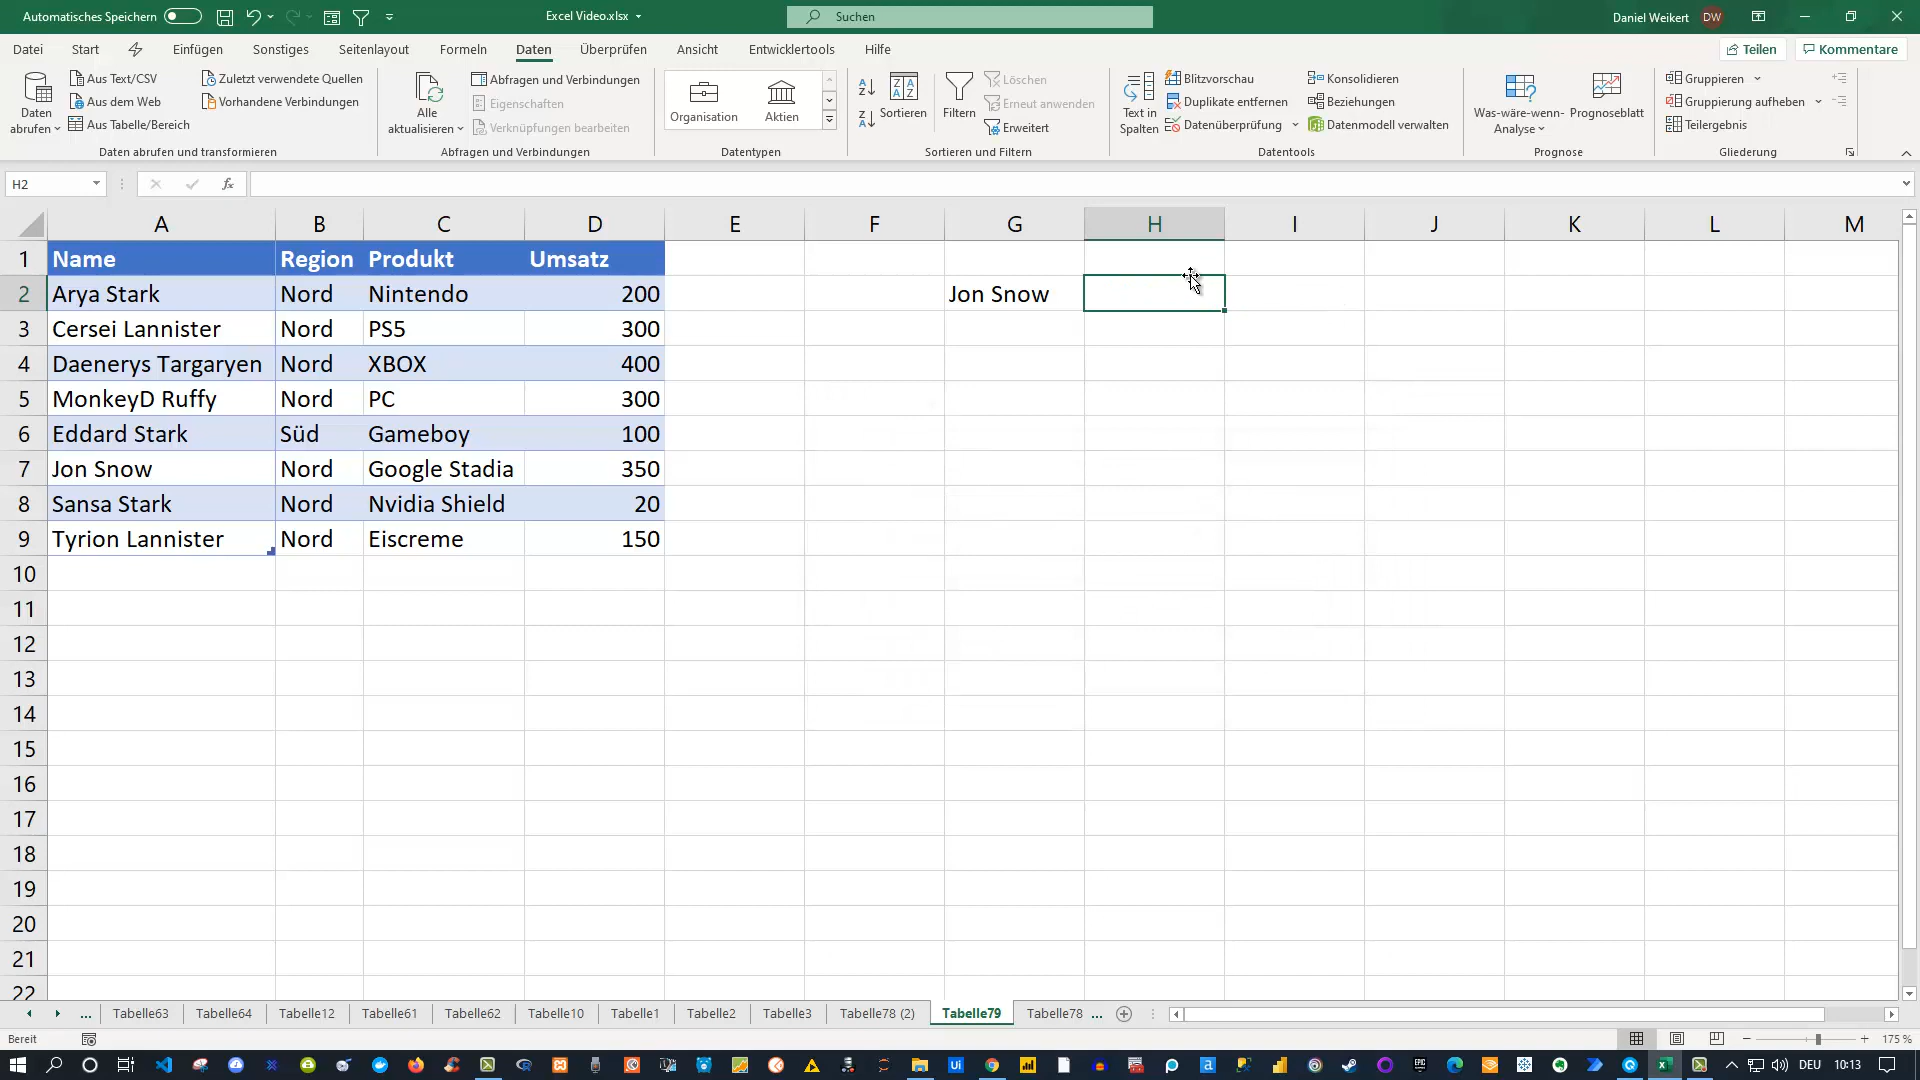 Automatisches Speichern
Excel Video.xlsx
Suchen
Daniel Weikert
DW
Datei Start Einfügen Sonstiges Seitenlayout Formeln Daten Überprüfen Ansicht Entwicklertools Hilfe
Teilen
Kommentare
Daten abrufen
Aus Text/CSV
Aus dem Web
Aus Tabelle/Bereich
Zuletzt verwendete Quellen
Vorhandene Verbindungen
Daten abrufen und transformieren
Alle aktualisieren
Abfragen und Verbindungen
Eigenschaften
Verknüpfungen bearbeiten
Abfragen und Verbindungen
Organisation
Aktien
Datentypen
Sortieren
Filtern
Löschen
Erneut anwenden
Erweitert
Sortieren und Filtern
Text in Spalten
Blitzvorschau
Duplikate entfernen
Datenüberprüfung
Konsolidieren
Beziehungen
Datenmodell verwalten
Datentools
Was-wäre-wenn-Analyse
Prognoseblatt
Prognose
Gruppieren
Gruppierung aufheben
Teilergebnis
Gliederung
H2
fx
A B C D E F G H I J K L M
1 Name Region Produkt Umsatz
2 Arya Stark Nord Nintendo 200 Jon Snow
3 Cersei Lannister Nord PS5 300
4 Daenerys Targaryen Nord XBOX 400
5 MonkeyD Ruffy Nord PC 300
6 Eddard Stark Süd Gameboy 100
7 Jon Snow Nord Google Stadia 350
8 Sansa Stark Nord Nvidia Shield 20
9 Tyrion Lannister Nord Eiscreme 150
10
11
12
13
14
15
16
17
18
19
20
21
22
... Tabelle63 Tabelle64 Tabelle12 Tabelle61 Tabelle62 Tabelle10 Tabelle1 Tabelle2 Tabelle3 Tabelle78 (2) Tabelle79 Tabelle78 ...
Bereit
175 %
DEU
10:13